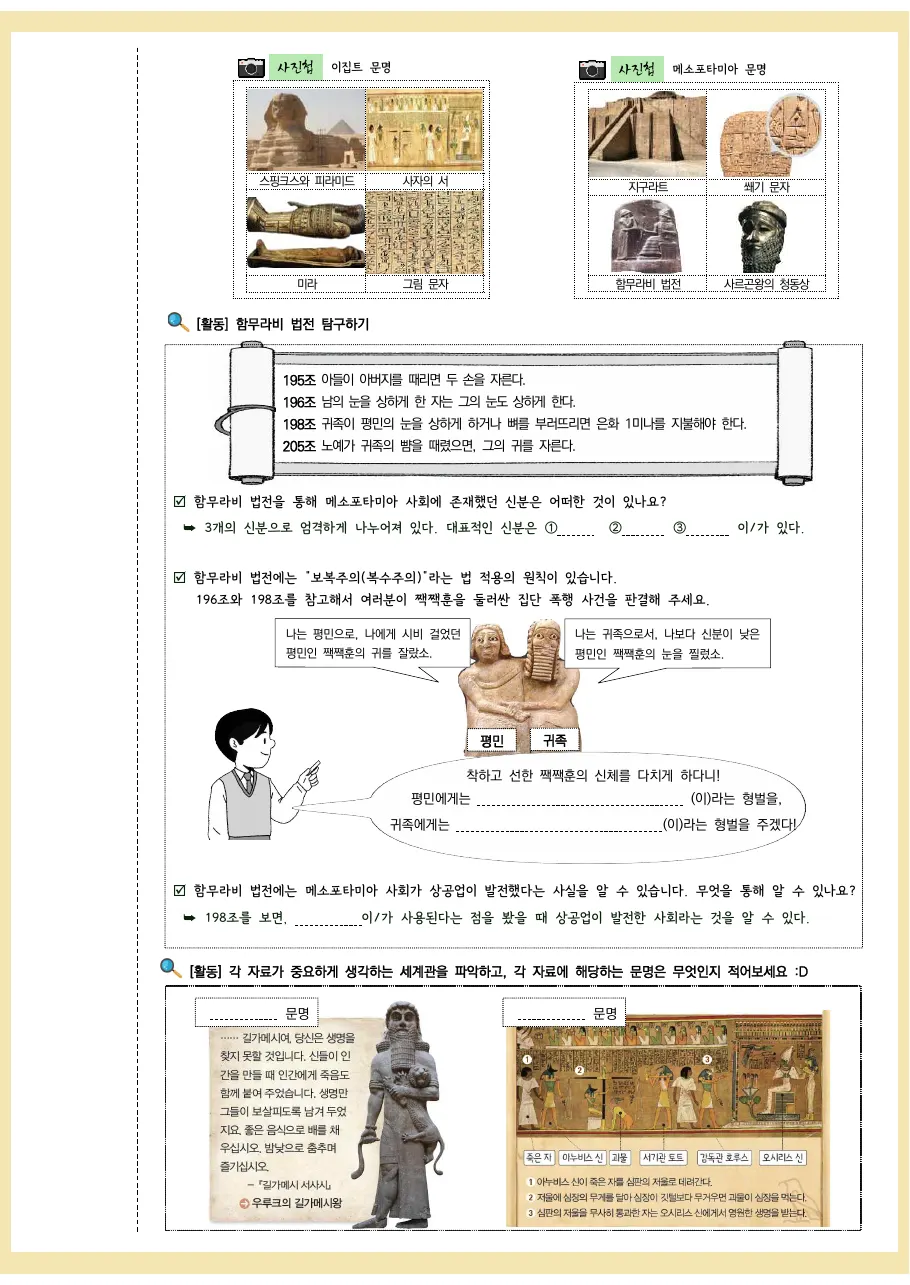 사진첩 이집트 문명
스핑크스와 피라미드 사자의 서
미라 그림 문자
사진첩 메소포타미아 문명
지구라트 쐐기 문자
함무라비 법전 사르곤왕의 청동상
[활동] 함무라비 법전 탐구하기
195조 아들이 아버지를 때리면 두 손을 자른다.
196조 남의 눈을 상하게 한 자는 그의 눈도 상하게 한다.
198조 귀족이 평민의 눈을 상하게 하거나 뼈를 부러뜨리면 은화 1미나를 지불해야 한다.
205조 노예가 귀족의 뺨을 때렸으면, 그의 귀를 자른다.
☑ 함무라비 법전을 통해 메소포타미아 사회에 존재했던 신분은 어떠한 것이 있나요?
➥ 3개의 신분으로 엄격하게 나누어져 있다. 대표적인 신분은 ①______ ②______ ③______ 이/가 있다.
☑ 함무라비 법전에는 "보복주의(복수주의)"라는 법 적용의 원칙이 있습니다.
196조와 198조를 참고해서 여러분이 짹짹훈을 둘러싼 집단 폭행 사건을 판결해 주세요.
나는 평민으로, 나에게 시비 걸었던
평민인 짹짹훈의 귀를 잘랐소.
나는 귀족으로서, 나보다 신분이 낮은
평민인 짹짹훈의 눈을 찔렀소.
평민 귀족
착하고 선한 짹짹훈의 신체를 다치게 하다니!
평민에게는 ______________________________ (이)라는 형벌을,
귀족에게는 ______________________________(이)라는 형벌을 주겠다!
☑ 함무라비 법전에는 메소포타미아 사회가 상공업이 발전했다는 사실을 알 수 있습니다. 무엇을 통해 알 수 있나요?
➥ 198조를 보면, __________이/가 사용된다는 점을 봤을 때 상공업이 발전한 사회라는 것을 알 수 있다.
[활동] 각 자료가 중요하게 생각하는 세계관을 파악하고, 각 자료에 해당하는 문명은 무엇인지 적어보세요 :D
__________ 문명
…… 길가메시여, 당신은 생명을
찾지 못할 것입니다. 신들이 인
간을 만들 때 인간에게 죽음도
함께 붙여 주었습니다. 생명만
그들이 보살피도록 남겨 두었
지요. 좋은 음식으로 배를 채
우십시오. 밤낮으로 춤추며
즐기십시오.
- 『길가메시 서사시』
우루크의 길가메시왕
__________ 문명
1 2 3
죽은 자 아누비스 신 괴물 서기관 토트 감독관 호루스 오시리스 신
1 아누비스 신이 죽은 자를 심판의 저울로 데려간다.
2 저울에 심장의 무게를 달아 심장이 깃털보다 무거우면 괴물이 심장을 먹는다.
3 심판의 저울을 무사히 통과한 자는 오시리스 신에게서 영원한 생명을 받는다.